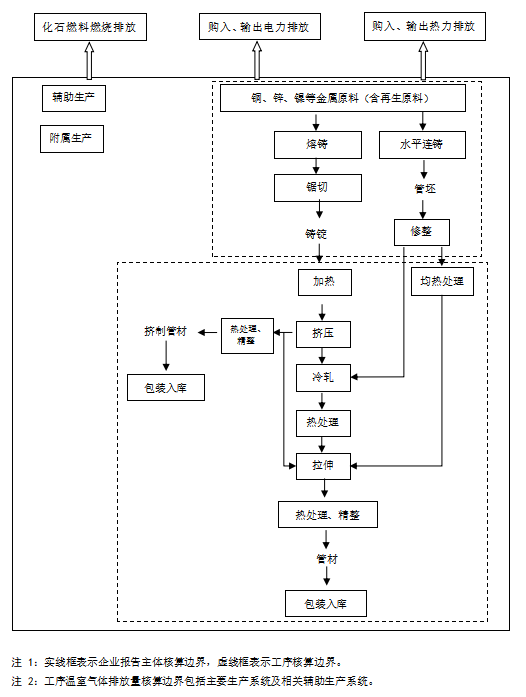 化石燃料燃烧排放
购入、输出电力排放
购入、输出热力排放
辅助生产
附属生产
铜、锌、镍等金属原料（含再生原料）
熔铸
水平连铸
锯切
管坯
铸锭
修整
加热
均热处理
挤制管材
热处理、
精整
挤压
包装入库
冷轧
热处理
拉伸
热处理、精整
管材
包装入库
注 1：实线框表示企业报告主体核算边界，虚线框表示工序核算边界。
注 2：工序温室气体排放量核算边界包括主要生产系统及相关辅助生产系统。